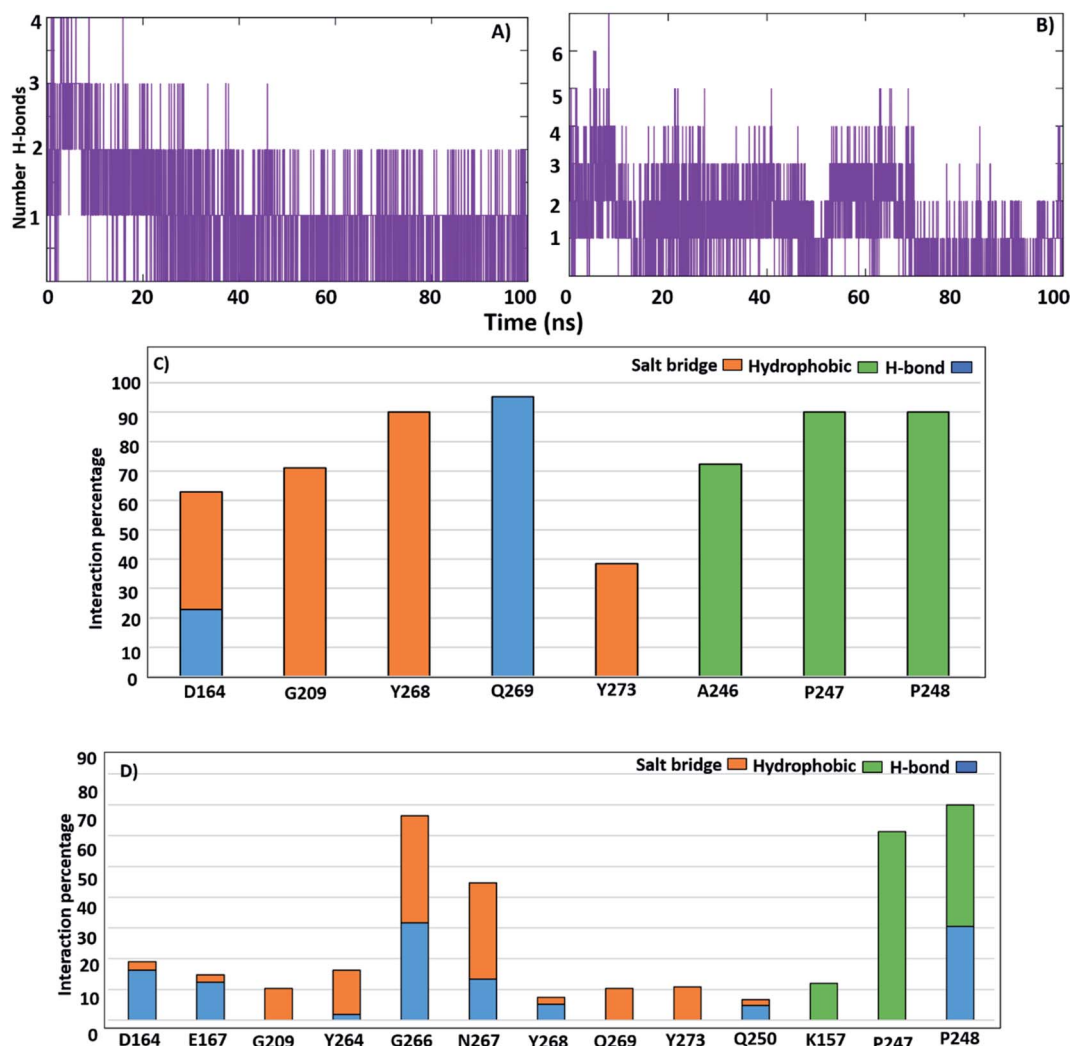 A)
B)
4
3
2
1
Number H-bonds
0 20 40 60 80 100
6
5
4
3
2
1
0 20 40 60 80 100
Time (ns)
C)
Salt bridge Hydrophobic H-bond
100
90
80
70
60
50
40
30
20
10
0
Interaction percentage
D164 G209 Y268 Q269 Y273 A246 P247 P248
D)
Salt bridge Hydrophobic H-bond
90
80
70
60
50
40
30
20
10
0
Interaction percentage
D164 E167 G209 Y264 G266 N267 Y268 Q269 Y273 Q250 K157 P247 P248